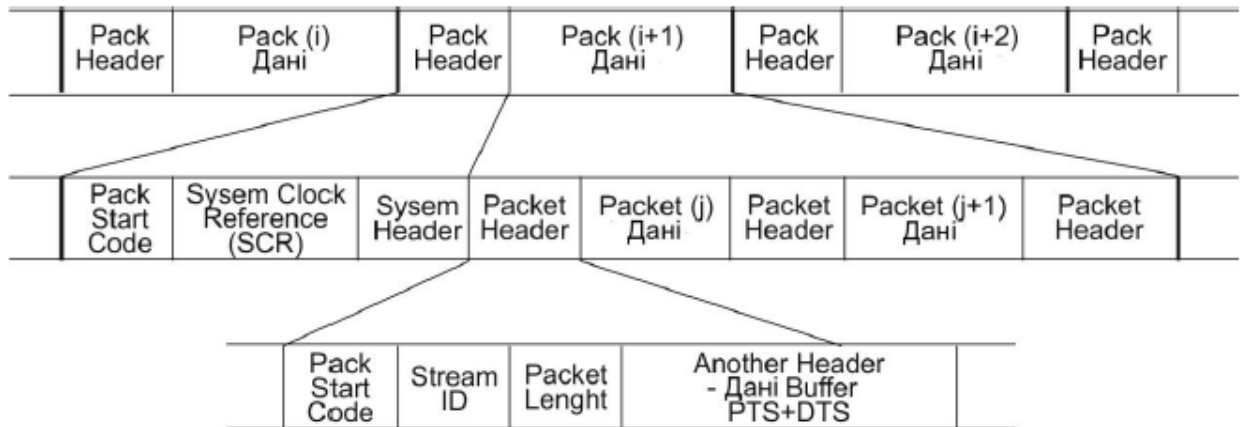 Pack
Header
Pack (i)
Дані
Pack
Header
Pack (i+1)
Дані
Pack
Header
Pack (i+2)
Дані
Pack
Header
Pack
Start
Code
Sysem Clock
Reference
(SCR)
Sysem
Header
Packet
Header
Packet (j)
Дані
Packet
Header
Packet (j+1)
Дані
Packet
Header
Pack
Start
Code
Stream
ID
Packet
Lenght
Another Header
- Дані Buffer
PTS+DTS